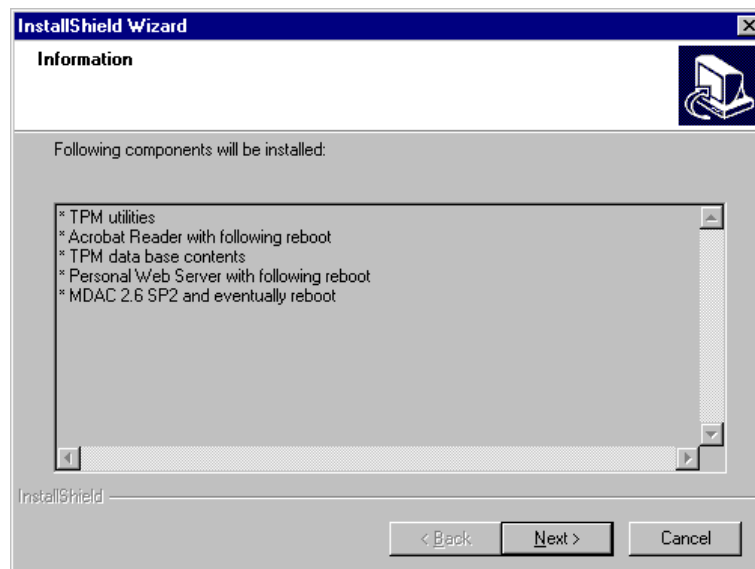 InstallShield Wizard
Information
Following components will be installed:
* TPM utilities
* Acrobat Reader with following reboot
* TPM data base contents
* Personal Web Server with following reboot
* MDAC 2.6 SP2 and eventually reboot
InstallShield
< Back
Next >
Cancel